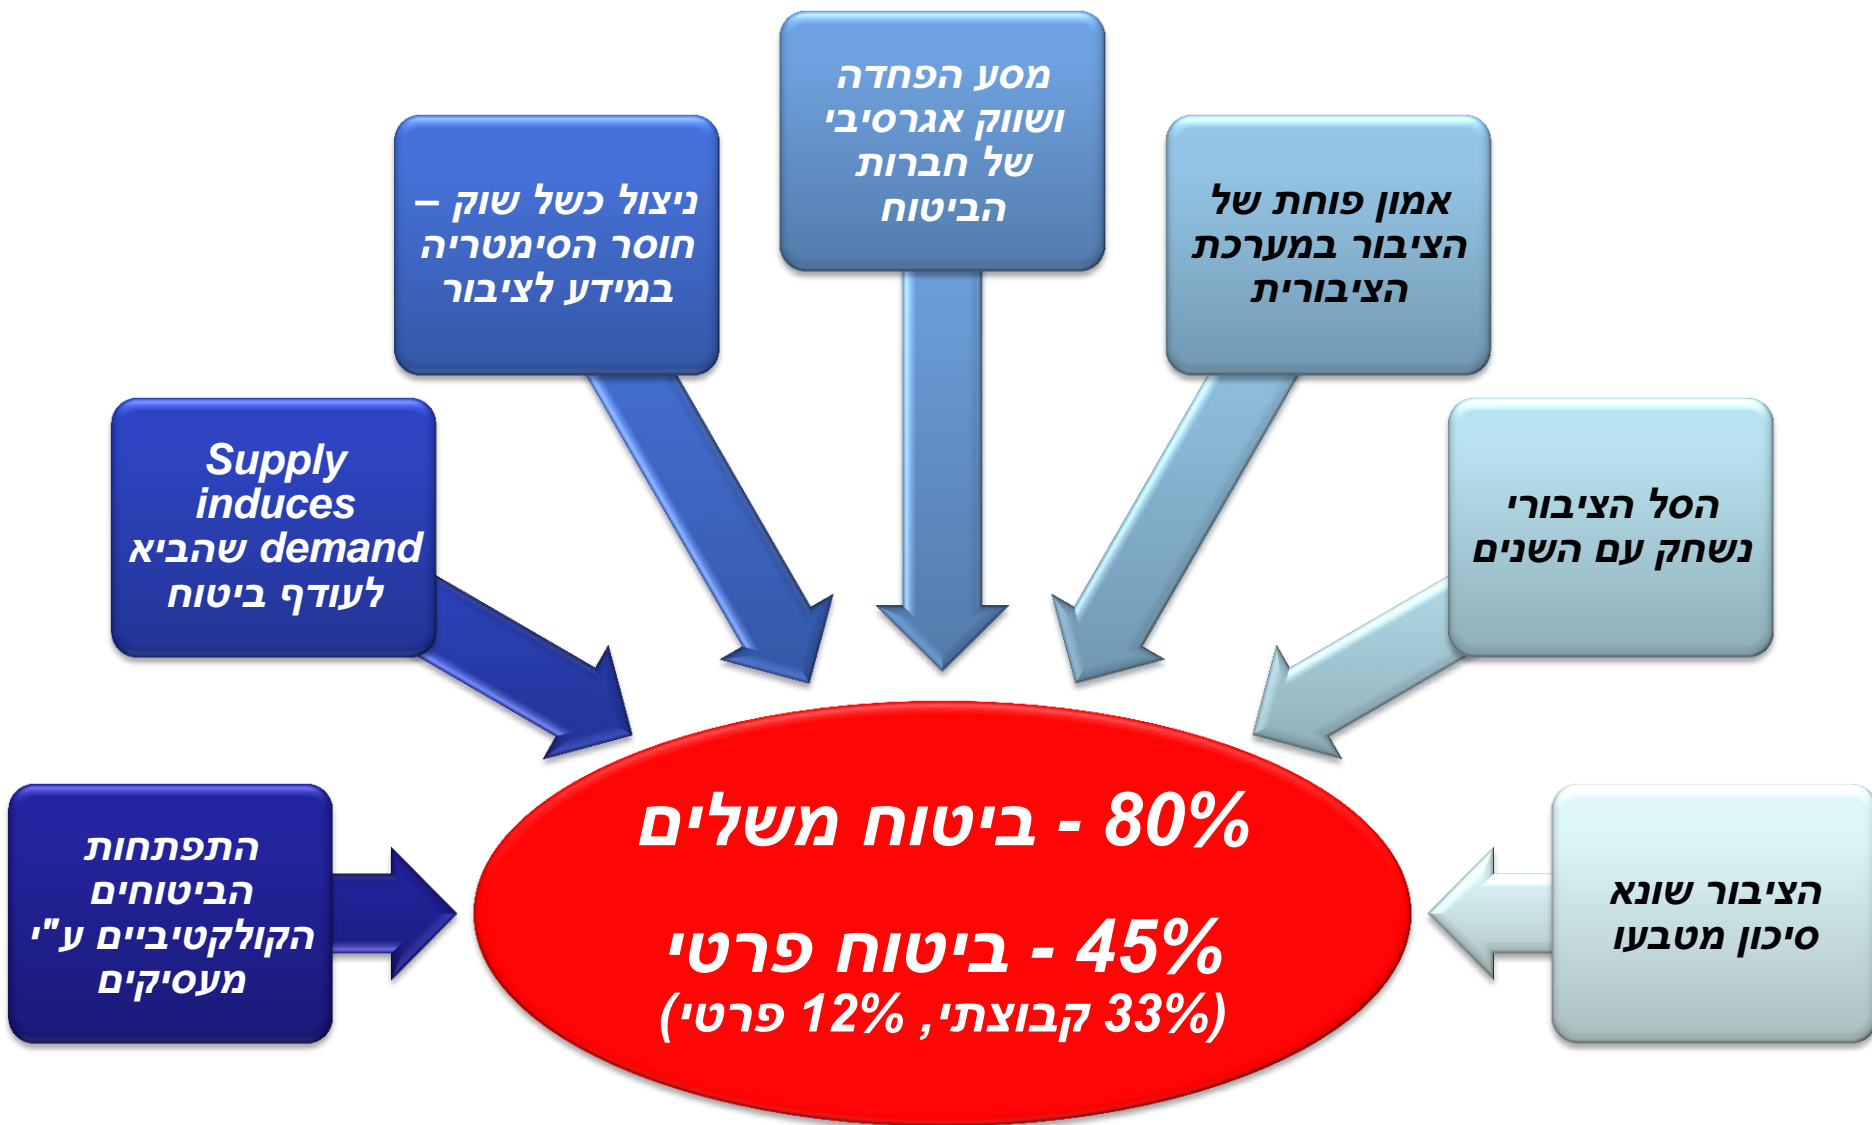 מסע הפחדה
ושווק אגרסיבי
של חברות
הביטוח
אמון פוחת של
הציבור במערכת
הציבורית
ניצול כשל שוק –
חוסר הסימטריה
במידע לציבור
הסל הציבורי
נשחק עם השנים
Supply
induces
demand שהביא
לעודף ביטוח
הציבור שונא
סיכון מטבעו
התפתחות
הביטוחים
הקולקטיביים ע"י
מעסיקים
80% - ביטוח משלים
45% - ביטוח פרטי
(33% קבוצתי, 12% פרטי)